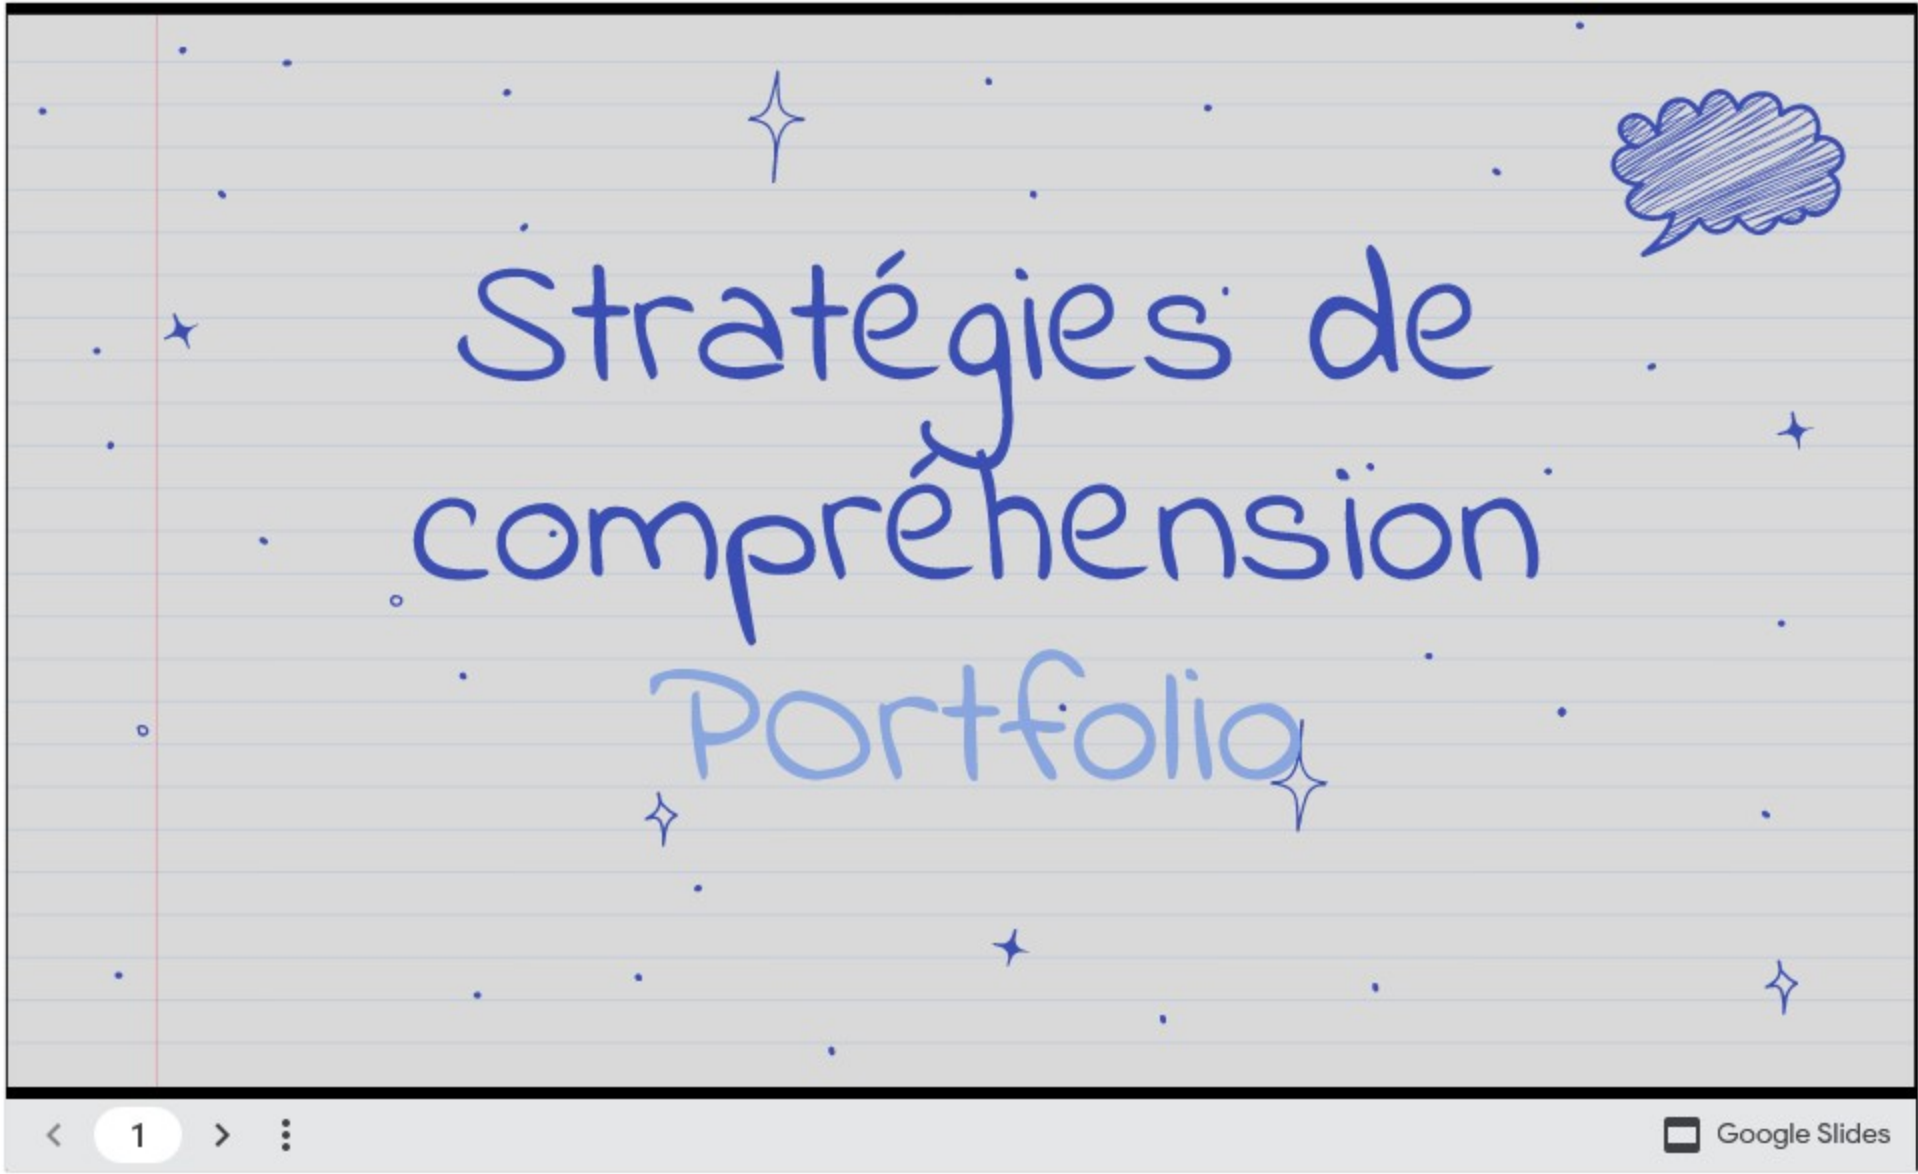 Stratégies de
compréhension
Portfolio
1
Google Slides